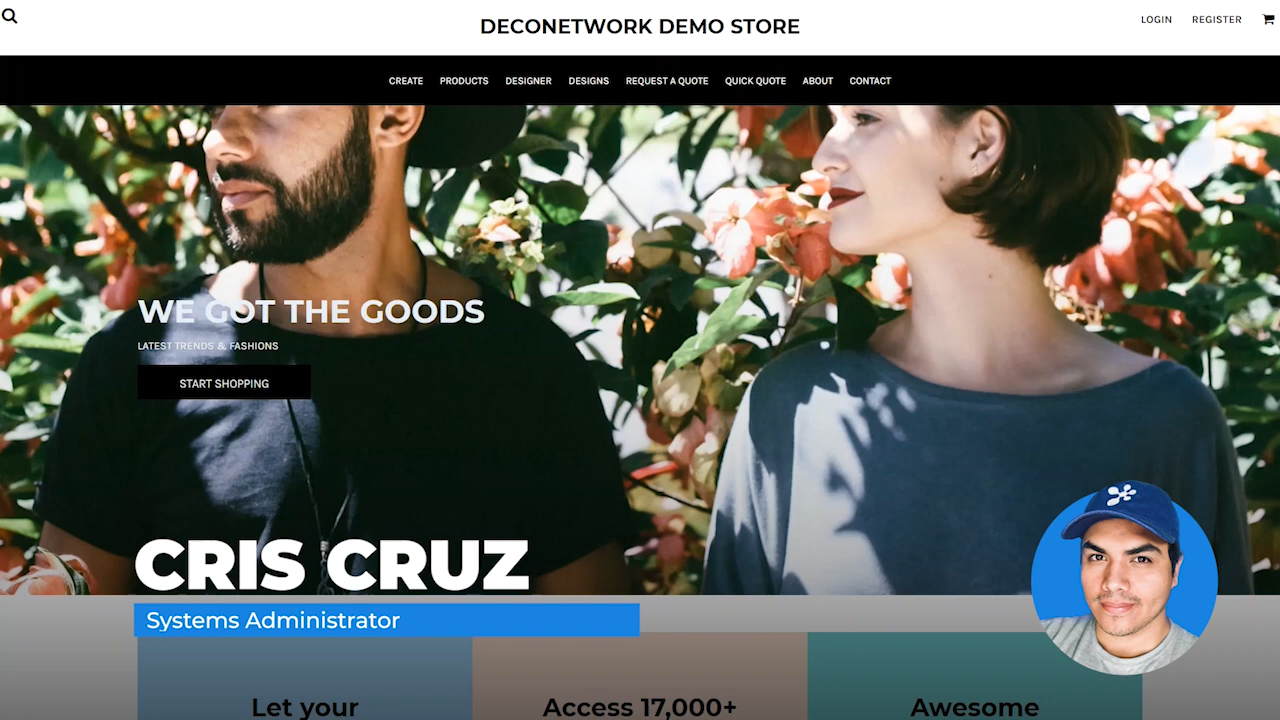 DECONETWORK DEMO STORE
LOGIN REGISTER
CREATE PRODUCTS DESIGNER DESIGNS REQUEST A QUOTE QUICK QUOTE ABOUT CONTACT
WE GOT THE GOODS
LATEST TRENDS & FASHIONS
START SHOPPING
CRIS CRUZ
Systems Administrator
Let your
Access 17,000+
Awesome